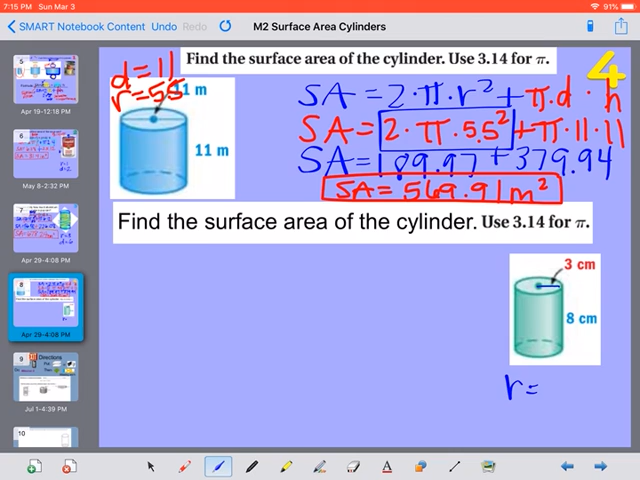 7:15 PM Sun Mar 3
91%
SMART Notebook Content Undo Redo
M2 Surface Area Cylinders
Find the surface area of the cylinder. Use 3.14 for π.
4
d = 11
r = 5.5
11 m
11 m
SA = 2·π·r² + π·d·h
SA = 2·π·5.5² + π·11·11
SA = 189.97 + 379.94
SA = 569.91 m²
Find the surface area of the cylinder. Use 3.14 for π.
3 cm
8 cm
r =
5
Apr 19-12:18 PM
6
May 8-2:32 PM
7
Apr 29-4:08 PM
8
Apr 29-4:08 PM
9
Directions
Jul 1-4:39 PM
10
A